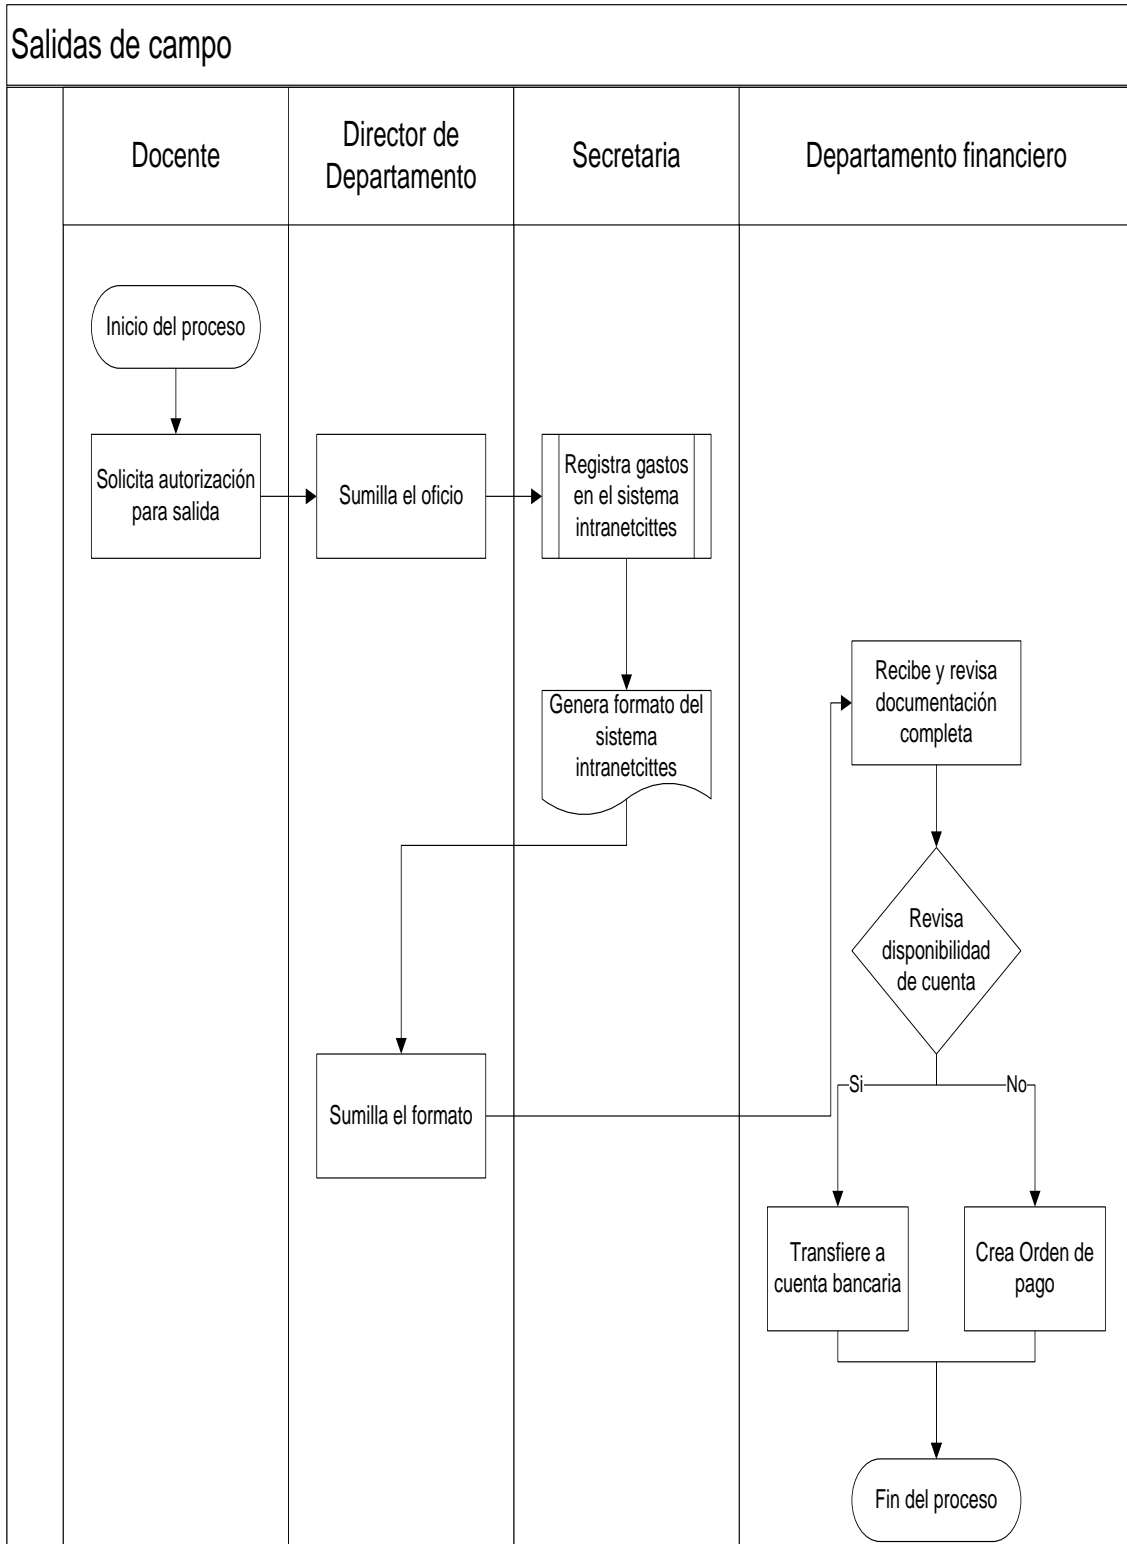 Salidas de campo
Docente
Director de
Departamento
Secretaria
Departamento financiero
Inicio del proceso
Solicita autorización
para salida
Sumilla el oficio
Registra gastos
en el sistema
intranetcittes
Genera formato del
sistema
intranetcittes
Recibe y revisa
documentación
completa
Revisa
disponibilidad
de cuenta
Sumilla el formato
Si
No
Transfiere a
cuenta bancaria
Crea Orden de
pago
Fin del proceso